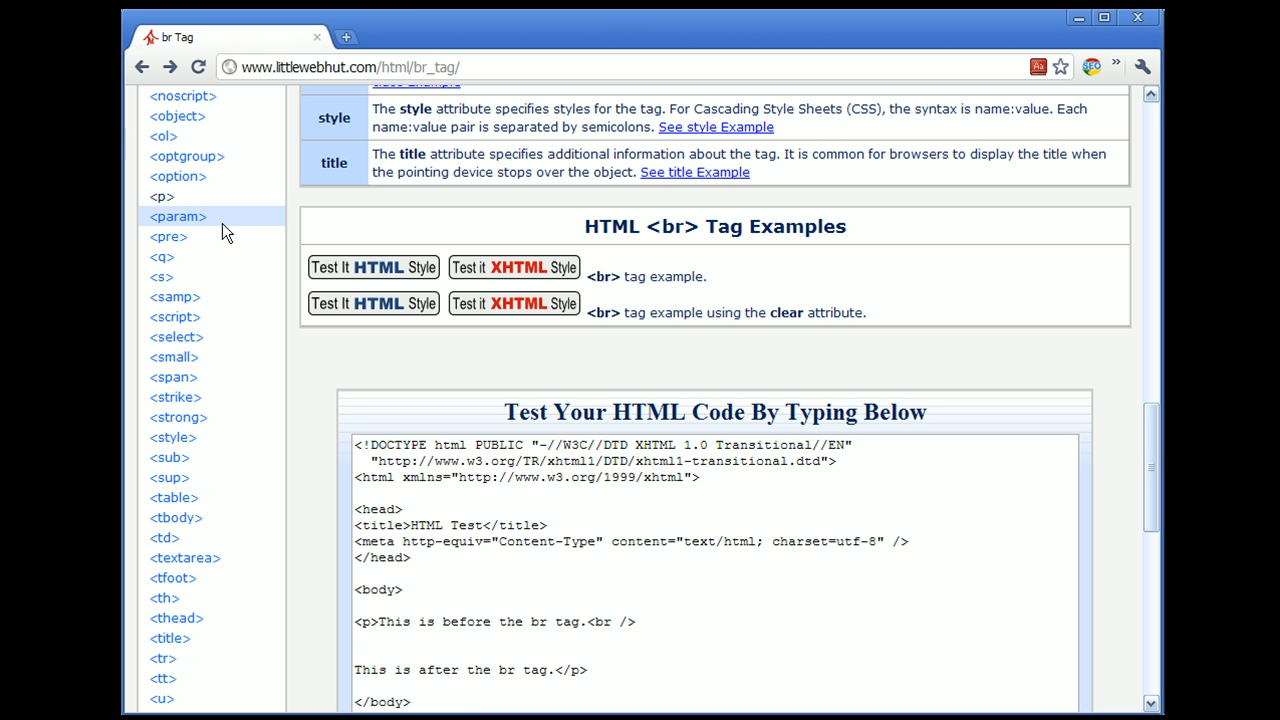 br Tag
www.littlewebhut.com/html/br_tag/
Aa
SEO
<noscript>
<object>
<ol>
<optgroup>
<option>
<p>
<param>
<pre>
<q>
<s>
<samp>
<script>
<select>
<small>
<span>
<strike>
<strong>
<style>
<sub>
<sup>
<table>
<tbody>
<td>
<textarea>
<tfoot>
<th>
<thead>
<title>
<tr>
<tt>
<u>
class Example
style
The style attribute specifies styles for the tag. For Cascading Style Sheets (CSS), the syntax is name:value. Each
name:value pair is separated by semicolons. See style Example
title
The title attribute specifies additional information about the tag. It is common for browsers to display the title when
the pointing device stops over the object. See title Example
HTML <br> Tag Examples
Test It HTML Style Test it XHTML Style <br> tag example.
Test It HTML Style Test it XHTML Style <br> tag example using the clear attribute.
Test Your HTML Code By Typing Below
<!DOCTYPE html PUBLIC "-//W3C//DTD XHTML 1.0 Transitional//EN"
"http://www.w3.org/TR/xhtml1/DTD/xhtml1-transitional.dtd">
<html xmlns="http://www.w3.org/1999/xhtml">
<head>
<title>HTML Test</title>
<meta http-equiv="Content-Type" content="text/html; charset=utf-8" />
</head>
<body>
<p>This is before the br tag.<br />
This is after the br tag.</p>
</body>